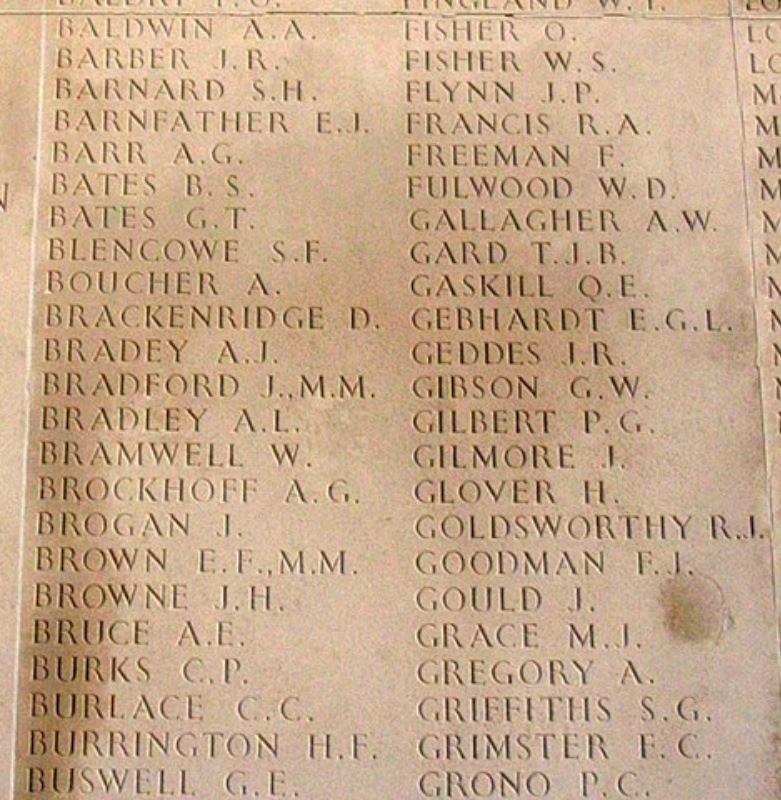 BALDWIN A.A.
BARBER J.R.
BARNARD S.H.
BARNFATHER E.J.
BARR A.G.
BATES B.S.
BATES G.T.
BLENCOWE S.F.
BOUCHER A.
BRACKENRIDGE D.
BRADEY A.J.
BRADFORD J.,M.M.
BRADLEY A.L.
BRAMWELL W.
BROCKHOFF A.G.
BROGAN J.
BROWN E.F.,M.M.
BROWNE J.H.
BRUCE A.E.
BURKS C.P.
BURLACE C.C.
BURRINGTON H.F.
BUSWELL G.E.
FISHER O.
FISHER W.S.
FLYNN J.P.
FRANCIS R.A.
FREEMAN F.
FULWOOD W.D.
GALLAGHER A.W.
GARD T.J.B.
GASKILL Q.E.
GEBHARDT E.G.L.
GEDDES J.R.
GIBSON G.W.
GILBERT P.G.
GILMORE J.
GLOVER H.
GOLDSWORTHY R.J.
GOODMAN F.J.
GOULD J.
GRACE M.J.
GREGORY A.
GRIFFITHS S.G.
GRIMSTER F.C.
GRONO P.C.